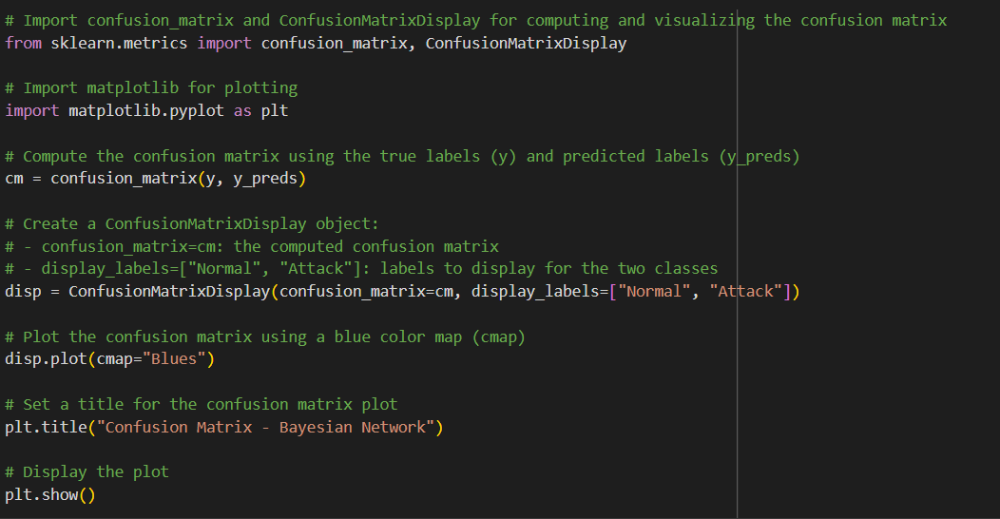 # Import confusion_matrix and ConfusionMatrixDisplay for computing and visualizing the confusion matrix
from sklearn.metrics import confusion_matrix, ConfusionMatrixDisplay
# Import matplotlib for plotting
import matplotlib.pyplot as plt
# Compute the confusion matrix using the true labels (y) and predicted labels (y_preds)
cm = confusion_matrix(y, y_preds)
# Create a ConfusionMatrixDisplay object:
# - confusion_matrix=cm: the computed confusion matrix
# - display_labels=["Normal", "Attack"]: labels to display for the two classes
disp = ConfusionMatrixDisplay(confusion_matrix=cm, display_labels=["Normal", "Attack"])
# Plot the confusion matrix using a blue color map (cmap)
disp.plot(cmap="Blues")
# Set a title for the confusion matrix plot
plt.title("Confusion Matrix - Bayesian Network")
# Display the plot
plt.show()